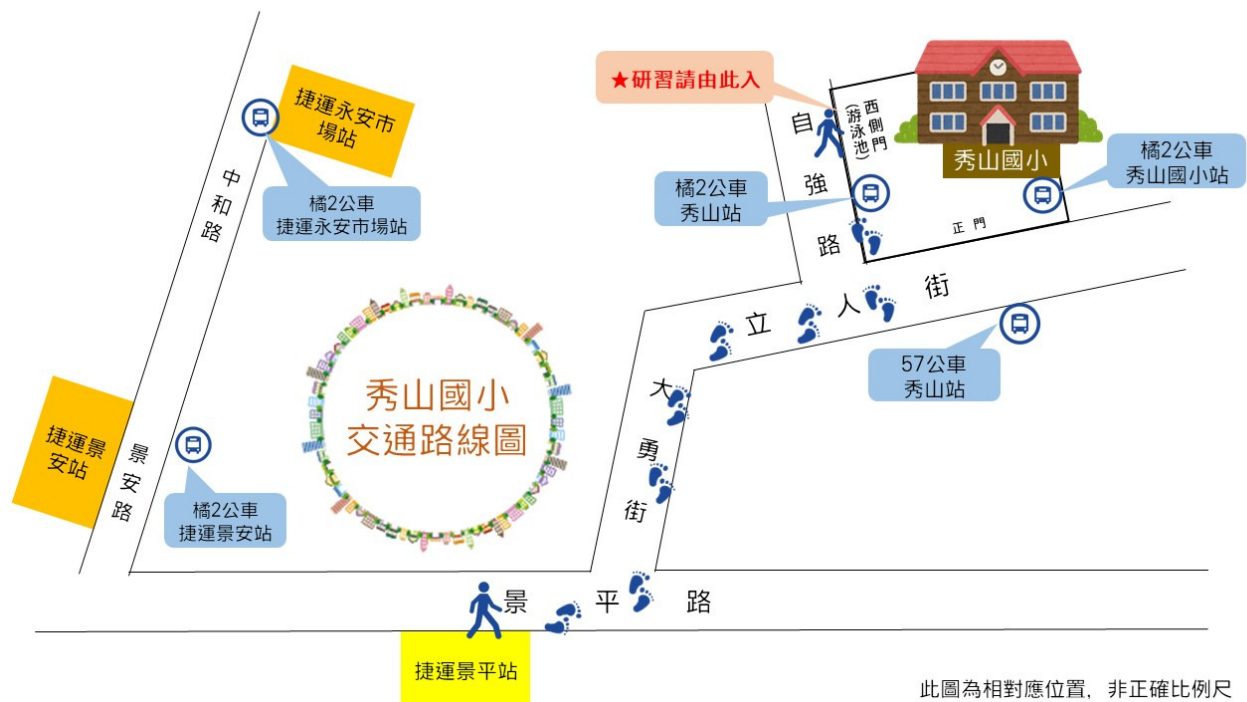 ★研習請由此入
捷運永安市
場站
橘2公車
捷運永安市場站
中和路
自強路
西側門
(游泳池)
秀山國小
橘2公車
秀山國小站
橘2公車
秀山站
正門
立人街
57公車
秀山站
大勇街
秀山國小
交通路線圖
捷運景
安站
景安路
橘2公車
捷運景安站
景平路
捷運景平站
此圖為相對應位置，非正確比例尺